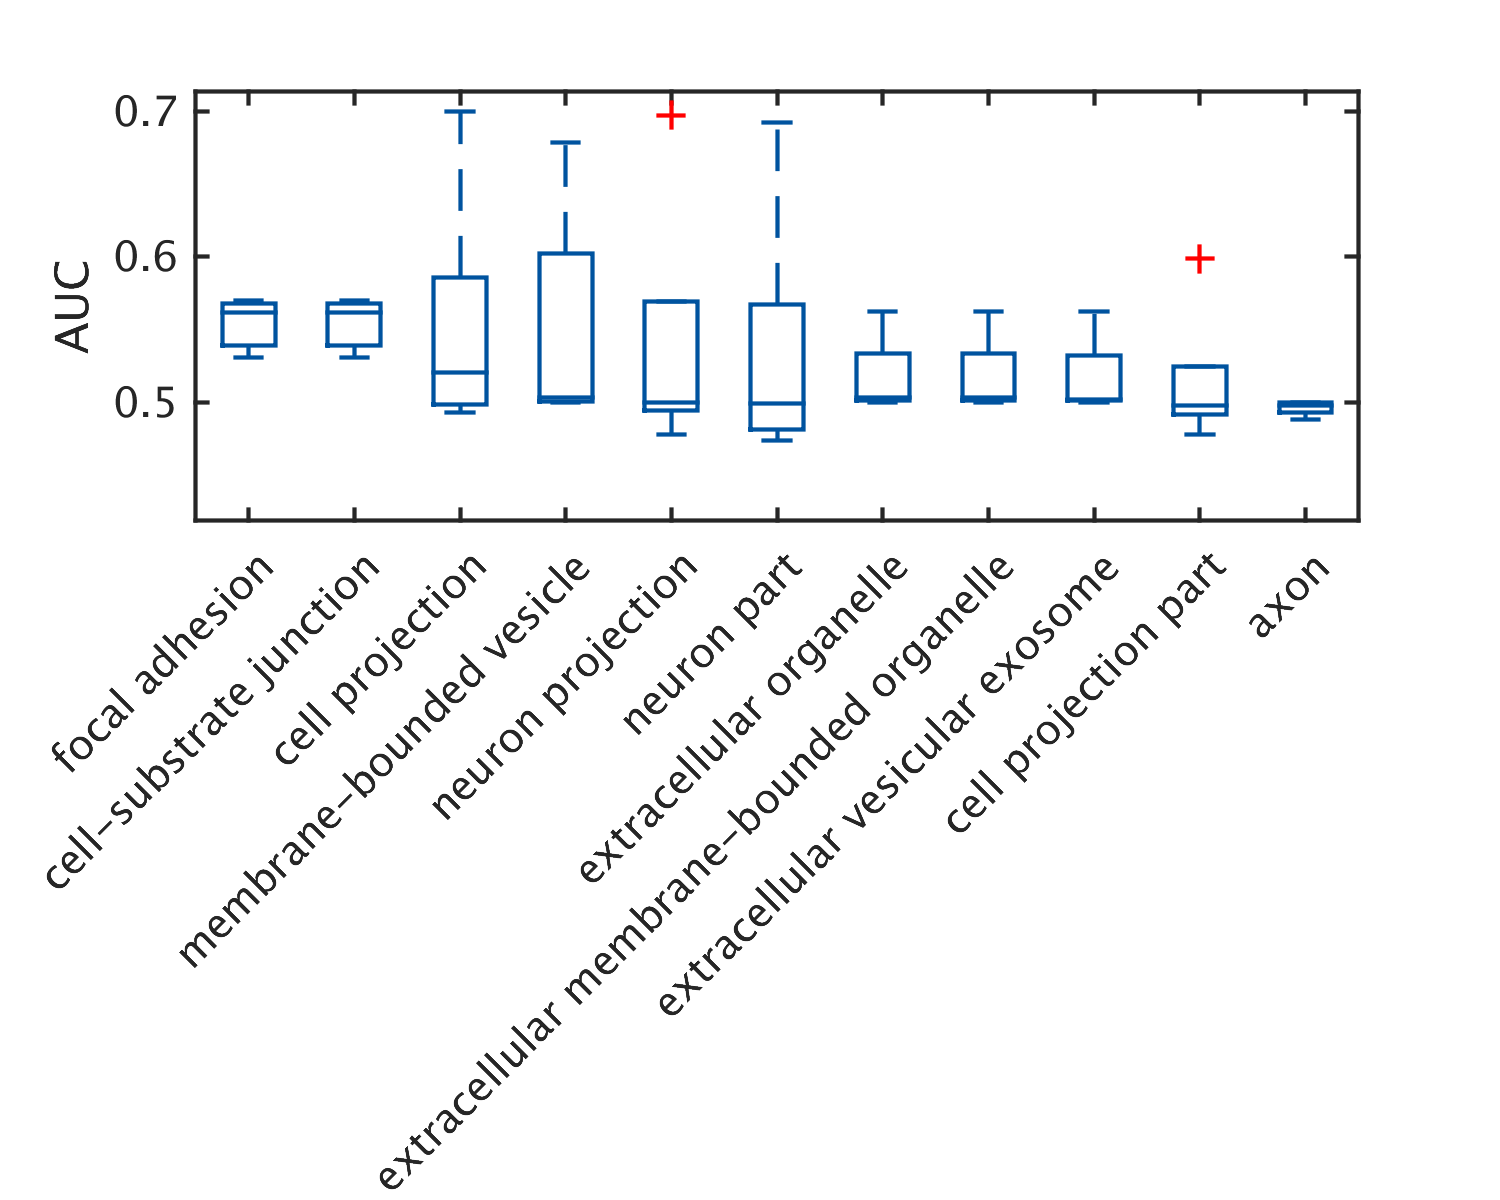 0.7
0.6
0.5
AUC
focal adhesion
cell–substrate junction
cell projection
membrane–bounded vesicle
neuron projection
neuron part
extracellular organelle
extracellular membrane–bounded organelle
extracellular vesicular exosome
cell projection part
axon